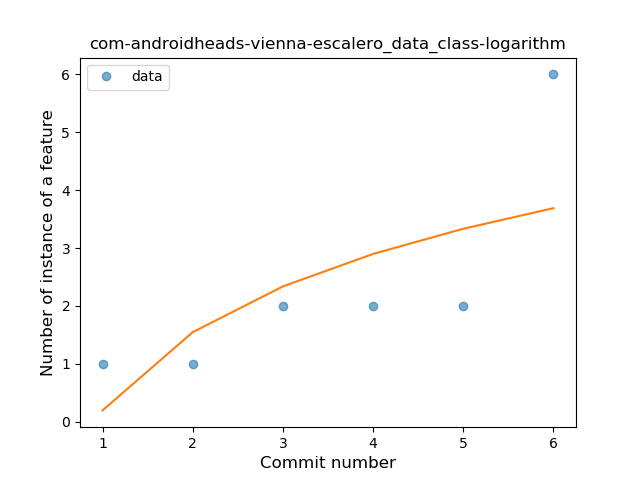 com-androidheads-vienna-escalero_data_class-logarithm
data
Number of instance of a feature
6
5
4
3
2
1
0
1 2 3 4 5 6
Commit number